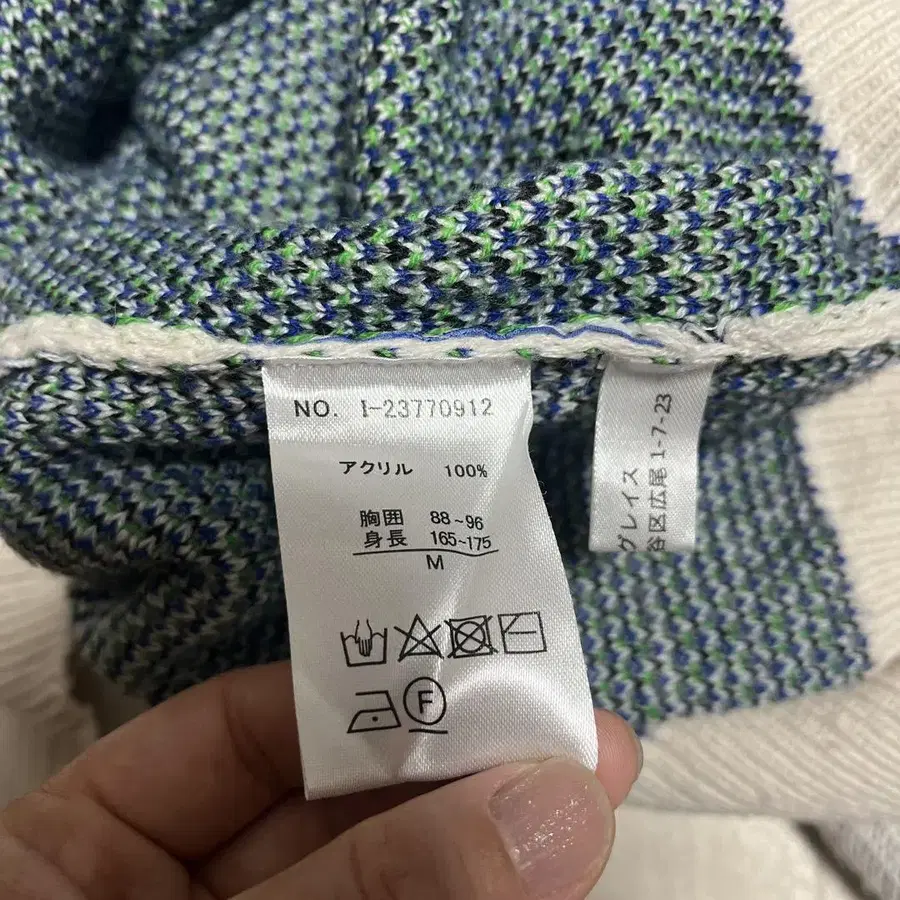 NO. I-23770912
アクリル 100%
胸囲 88~96
身長 165~175
M
F
グレイス
谷区広尾 1-7-23